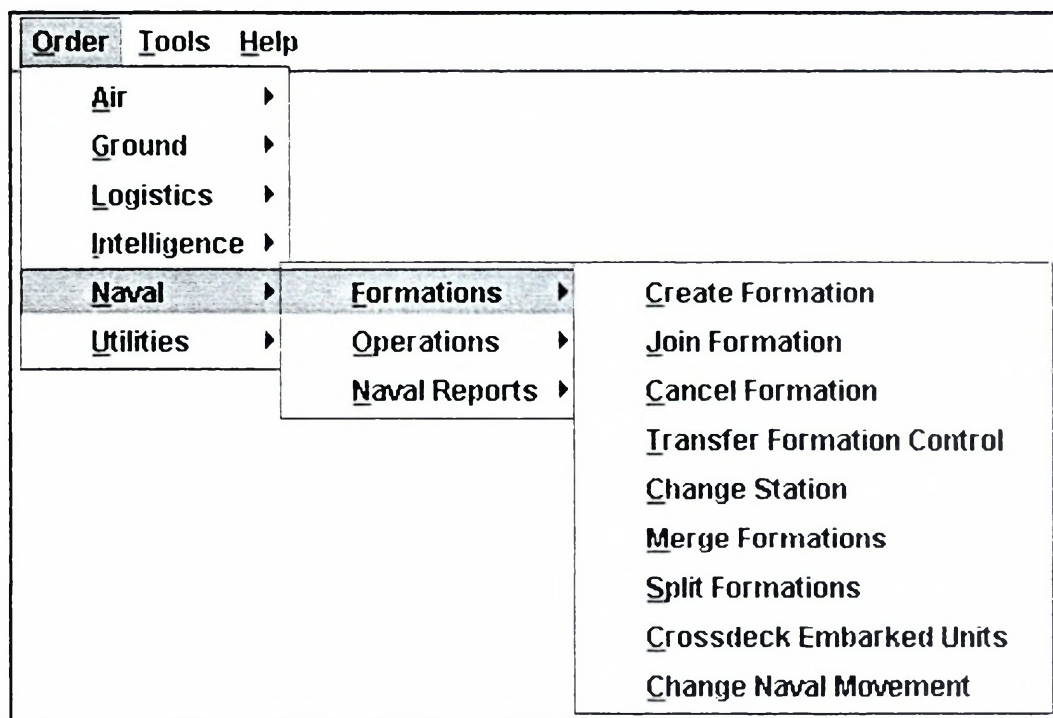 Order Tools Help
Air
Ground
Logistics
Intelligence
Naval
Utilities
Formations
Operations
Naval Reports
Create Formation
Join Formation
Cancel Formation
Transfer Formation Control
Change Station
Merge Formations
Split Formations
Crossdeck Embarked Units
Change Naval Movement